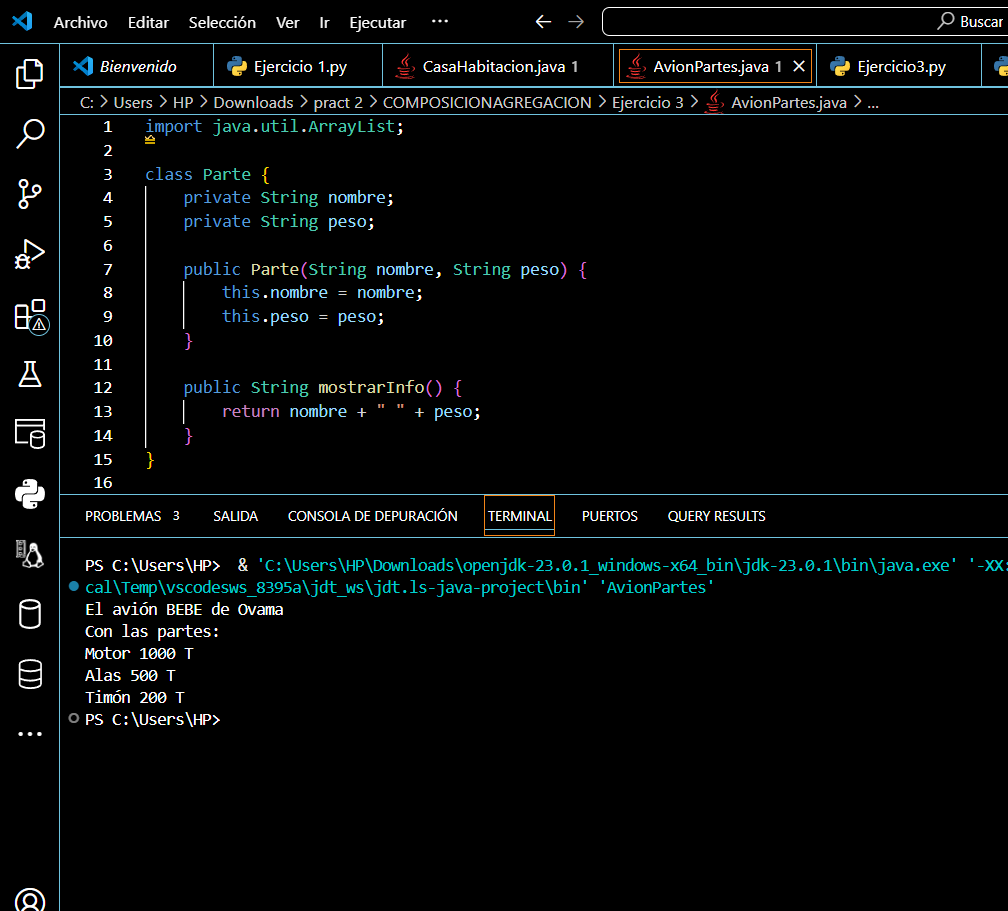 Archivo Editar Selección Ver Ir Ejecutar ··· Buscar
Bienvenido Ejercicio 1.py CasaHabitacion.java 1 AvionPartes.java 1 Ejercicio3.py
C: > Users > HP > Downloads > pract 2 > COMPOSICIONAGREGACION > Ejercicio 3 > AvionPartes.java > ...
1 import java.util.ArrayList;
2
3 class Parte {
4 private String nombre;
5 private String peso;
6
7 public Parte(String nombre, String peso) {
8 this.nombre = nombre;
9 this.peso = peso;
10 }
11
12 public String mostrarInfo() {
13 return nombre + " " + peso;
14 }
15 }
16
PROBLEMAS 3 SALIDA CONSOLA DE DEPURACIÓN TERMINAL PUERTOS QUERY RESULTS
PS C:\Users\HP> & 'C:\Users\HP\Downloads\openjdk-23.0.1_windows-x64_bin\jdk-23.0.1\bin\java.exe' '-XX:
cal\Temp\vscodesws_8395a\jdt_ws\jdt.ls-java-project\bin' 'AvionPartes'
El avión BEBE de Ovama
Con las partes:
Motor 1000 T
Alas 500 T
Timón 200 T
PS C:\Users\HP>